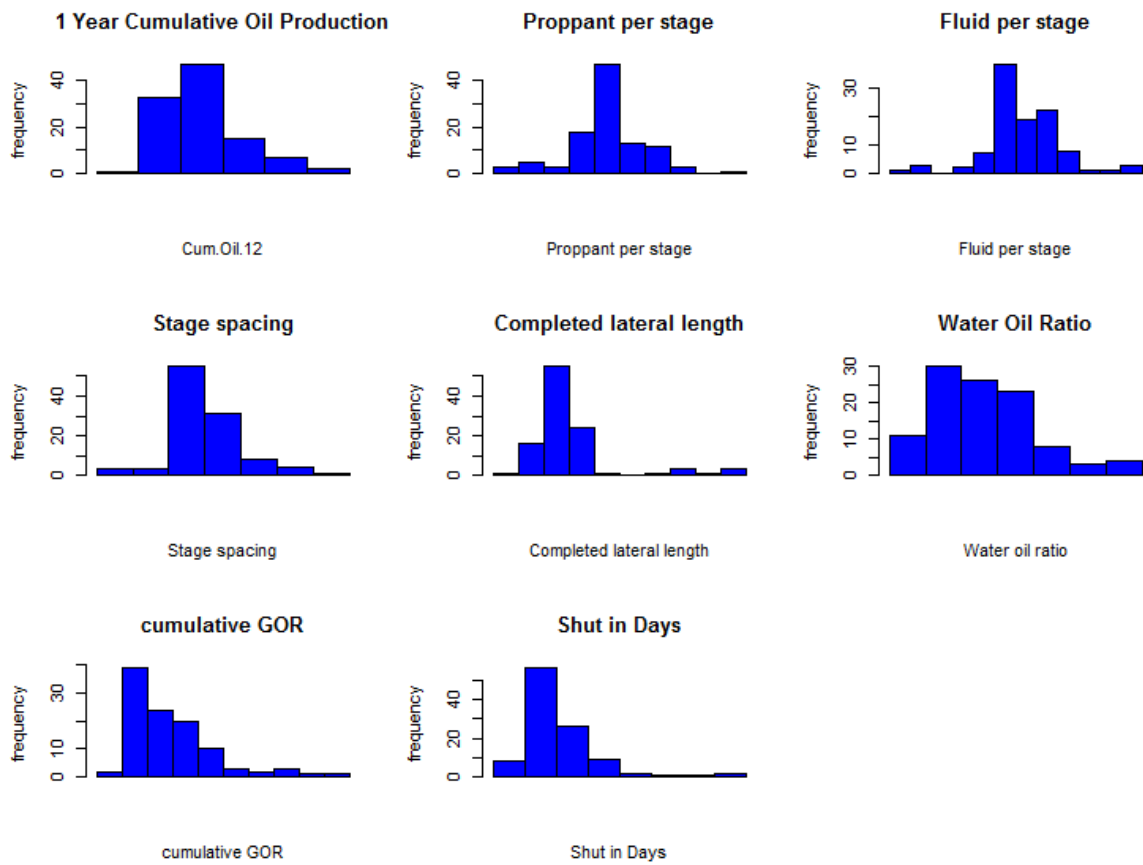 1 Year Cumulative Oil Production
frequency
0
20
40
Cum.Oil.12
Proppant per stage
frequency
0
20
40
Proppant per stage
Fluid per stage
frequency
0
10
30
Fluid per stage
Stage spacing
frequency
0
20
40
Stage spacing
Completed lateral length
frequency
0
20
40
Completed lateral length
Water Oil Ratio
frequency
0
10
20
30
Water oil ratio
cumulative GOR
frequency
0
10
30
cumulative GOR
Shut in Days
frequency
0
20
40
Shut in Days